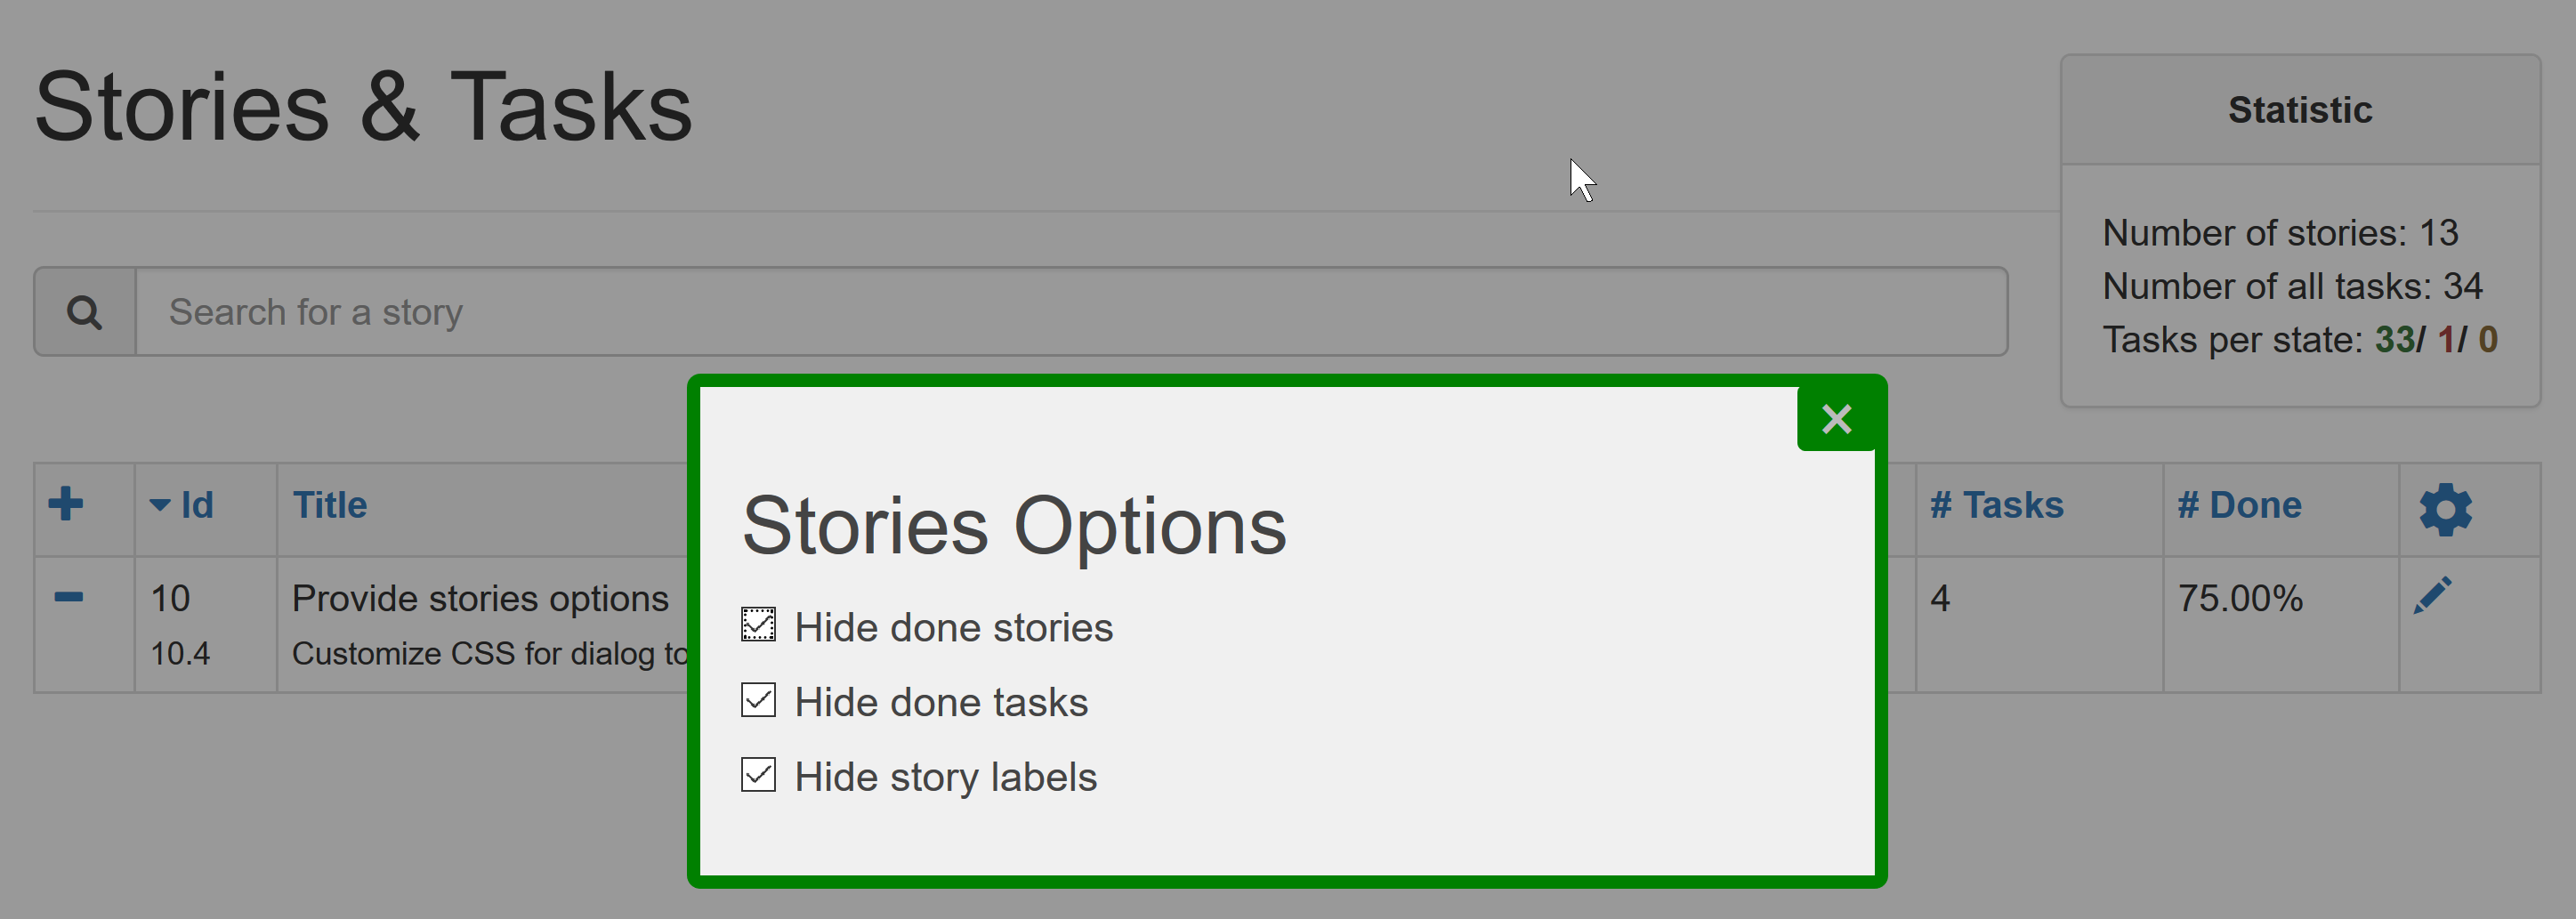 Stories & Tasks
Statistic
Number of stories: 13
Number of all tasks: 34
Tasks per state: 33/ 1/ 0
Search for a story
Id Title # Tasks # Done
10 Provide stories options 4 75.00%
10.4 Customize CSS for dialog to
×
Stories Options
Hide done stories
Hide done tasks
Hide story labels